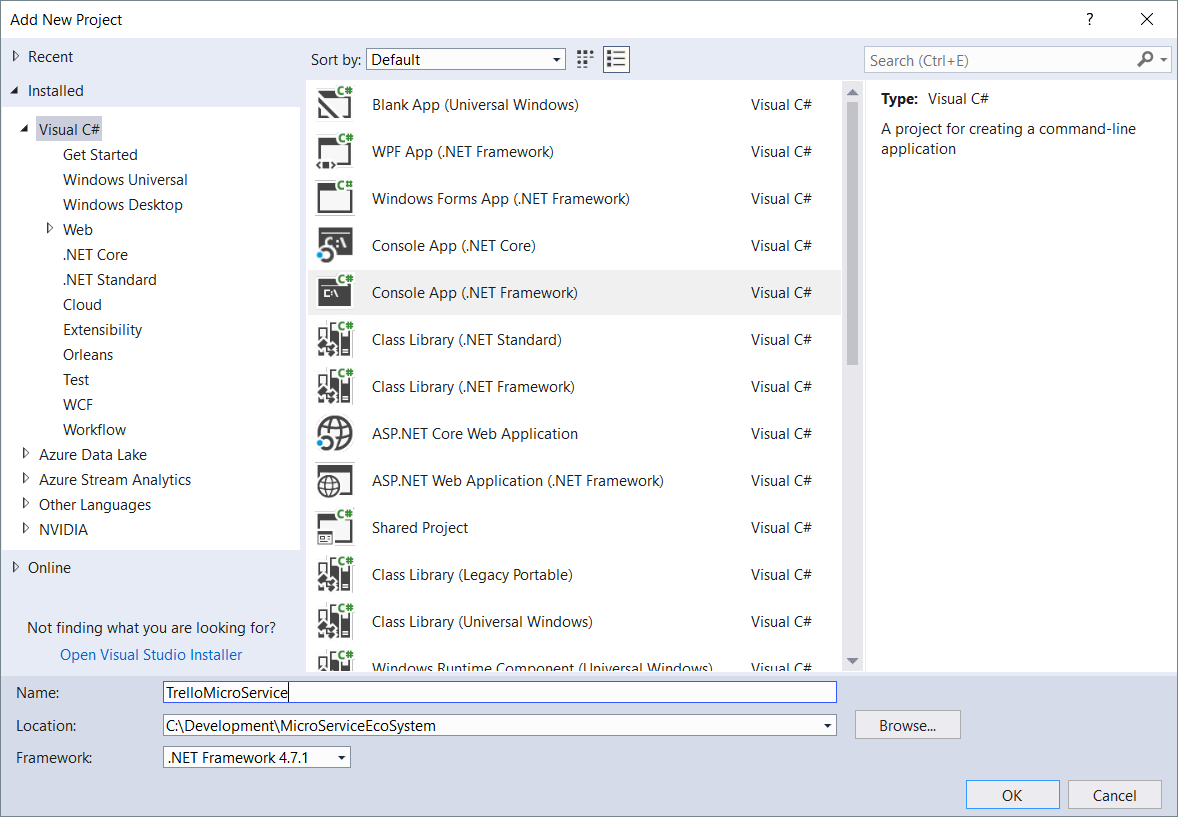 Add New Project
?
Recent
Installed
Visual C#
Get Started
Windows Universal
Windows Desktop
Web
.NET Core
.NET Standard
Cloud
Extensibility
Orleans
Test
WCF
Workflow
Azure Data Lake
Azure Stream Analytics
Other Languages
NVIDIA
Online
Not finding what you are looking for?
Open Visual Studio Installer
Sort by: Default
C# Blank App (Universal Windows) Visual C#
C# WPF App (.NET Framework) Visual C#
C# Windows Forms App (.NET Framework) Visual C#
C:\ Console App (.NET Core) Visual C#
C# C:\ Console App (.NET Framework) Visual C#
C# Class Library (.NET Standard) Visual C#
C# Class Library (.NET Framework) Visual C#
ASP.NET Core Web Application Visual C#
ASP.NET Web Application (.NET Framework) Visual C#
C# Shared Project Visual C#
C# Class Library (Legacy Portable) Visual C#
C# Class Library (Universal Windows) Visual C#
C# Windows Runtime Component (Universal Windows) Visual C#
Search (Ctrl+E)
Type: Visual C#
A project for creating a command-line
application
Name: TrelloMicroService
Location: C:\Development\MicroServiceEcoSystem Browse...
Framework: .NET Framework 4.7.1
OK Cancel